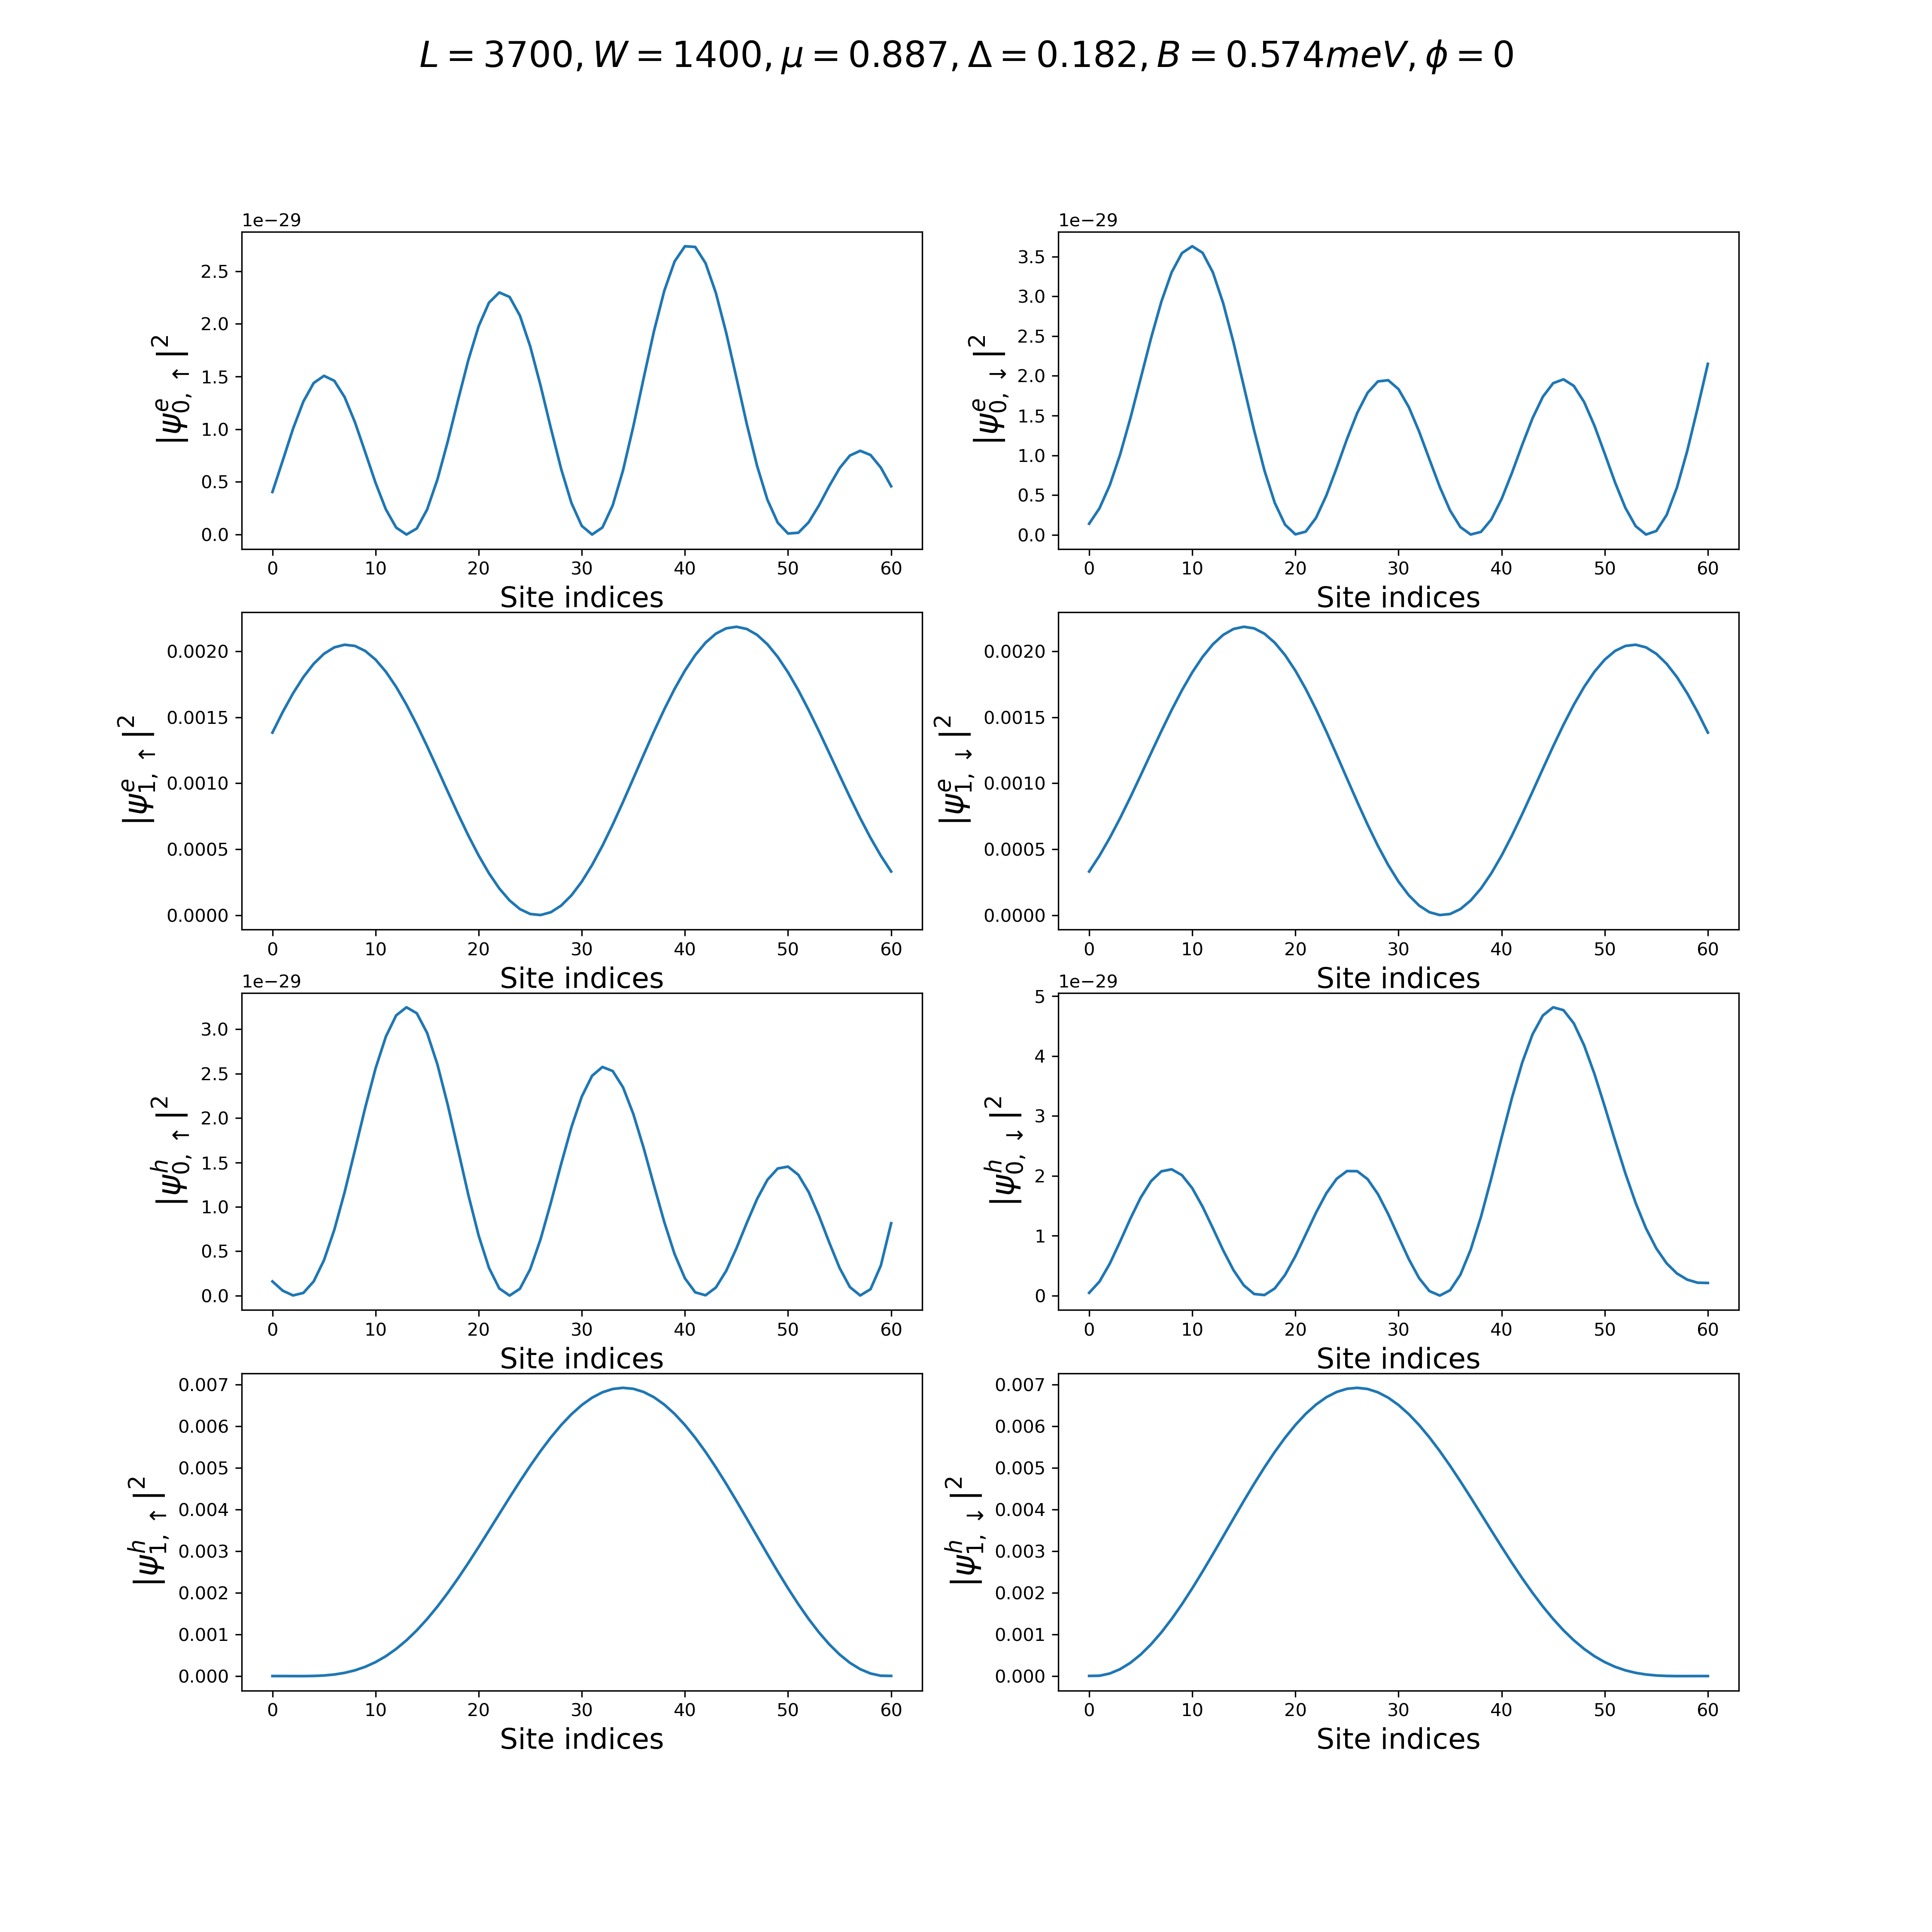 L = 3700, W = 1400, μ = 0.887, Δ = 0.182, B = 0.574meV, ϕ = 0
1e−29
|ψ^e_{0, ↑}|^2
2.5
2.0
1.5
1.0
0.5
0.0
0 10 20 30 40 50 60
Site indices
1e−29
|ψ^e_{0, ↓}|^2
3.5
3.0
2.5
2.0
1.5
1.0
0.5
0.0
0 10 20 30 40 50 60
Site indices
|ψ^e_{1, ↑}|^2
0.0020
0.0015
0.0010
0.0005
0.0000
0 10 20 30 40 50 60
Site indices
|ψ^e_{1, ↓}|^2
0.0020
0.0015
0.0010
0.0005
0.0000
0 10 20 30 40 50 60
Site indices
1e−29
|ψ^h_{0, ↑}|^2
3.0
2.5
2.0
1.5
1.0
0.5
0.0
0 10 20 30 40 50 60
Site indices
1e−29
|ψ^h_{0, ↓}|^2
5
4
3
2
1
0
0 10 20 30 40 50 60
Site indices
|ψ^h_{1, ↑}|^2
0.007
0.006
0.005
0.004
0.003
0.002
0.001
0.000
0 10 20 30 40 50 60
Site indices
|ψ^h_{1, ↓}|^2
0.007
0.006
0.005
0.004
0.003
0.002
0.001
0.000
0 10 20 30 40 50 60
Site indices